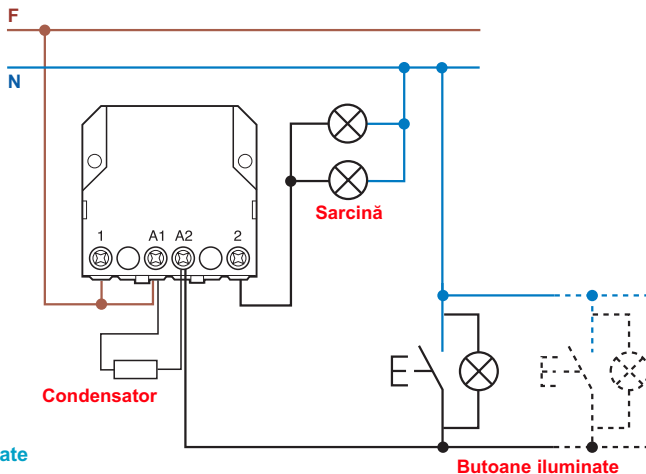 F
N
1 A1 A2 2
Sarcină
Condensator
ate
Butoane iluminate